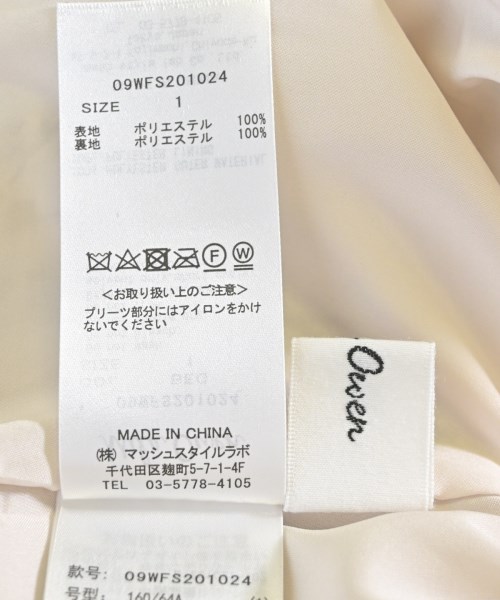 09WFS201024
SIZE 1
表地 ポリエステル 100%
裏地 ポリエステル 100%
F W
<お取り扱い上のご注意>
プリーツ部分にはアイロンをかけ
ないでください
MADE IN CHINA
(株) マッシュスタイルラボ
千代田区麹町5-7-1-4F
TEL 03-5778-4105
Owen
款号: 09WFS201024
号型: 160/64A